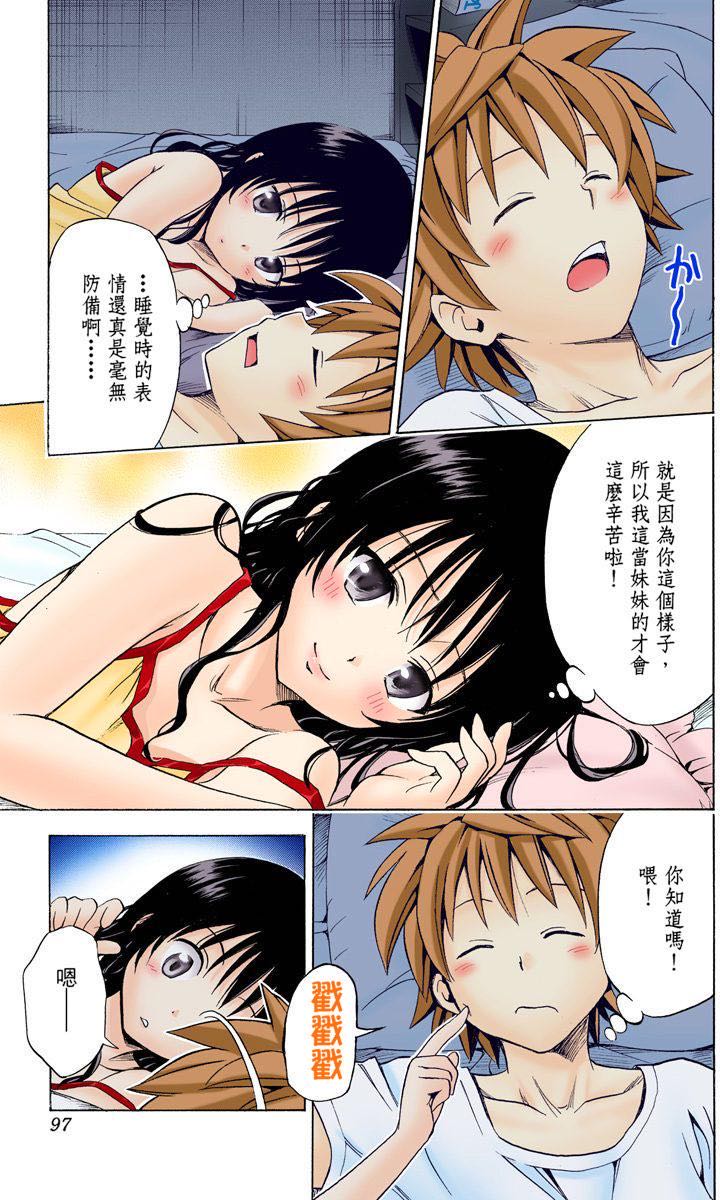 か〜
…睡覺時的表
情還真是毫無
防備啊……
就是因為你這個樣子，
所以我這當妹妹的才會
這麼辛苦啦！
你知道嗎！
喂！
戳戳戳
嗯——
97